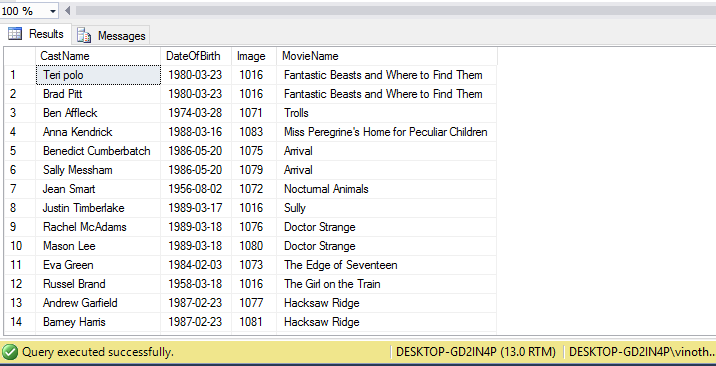 100 %
Results Messages
CastName DateOfBirth Image MovieName
1 Teri polo 1980-03-23 1016 Fantastic Beasts and Where to Find Them
2 Brad Pitt 1980-03-23 1016 Fantastic Beasts and Where to Find Them
3 Ben Affleck 1974-03-28 1071 Trolls
4 Anna Kendrick 1988-03-16 1083 Miss Peregrine's Home for Peculiar Children
5 Benedict Cumberbatch 1986-05-20 1075 Arrival
6 Sally Messham 1986-05-20 1079 Arrival
7 Jean Smart 1956-08-02 1072 Nocturnal Animals
8 Justin Timberlake 1989-03-17 1016 Sully
9 Rachel McAdams 1989-03-18 1076 Doctor Strange
10 Mason Lee 1989-03-18 1080 Doctor Strange
11 Eva Green 1984-02-03 1073 The Edge of Seventeen
12 Russel Brand 1958-03-18 1016 The Girl on the Train
13 Andrew Garfield 1987-02-23 1077 Hacksaw Ridge
14 Barney Harris 1987-02-23 1081 Hacksaw Ridge
Query executed successfully. DESKTOP-GD2IN4P (13.0 RTM) DESKTOP-GD2IN4P\vinoth...